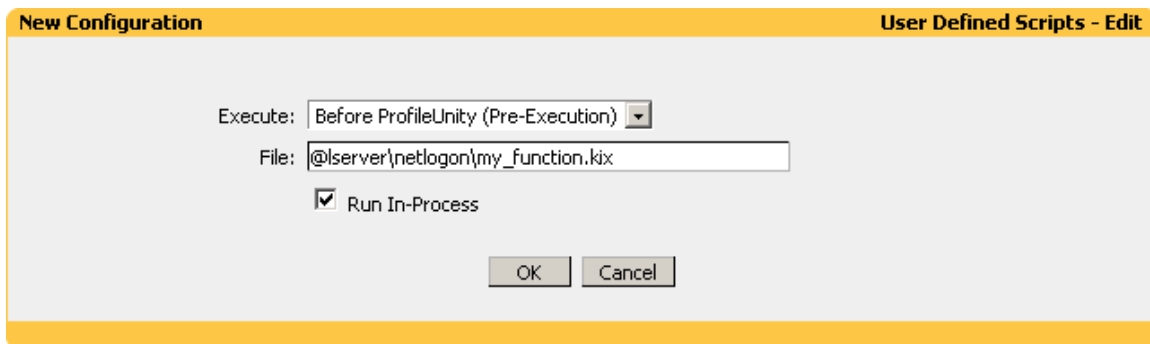 New Configuration User Defined Scripts - Edit
Execute: Before ProfileUnity (Pre-Execution)
File: @lserver\netlogon\my_function.kix
Run In-Process
OK Cancel